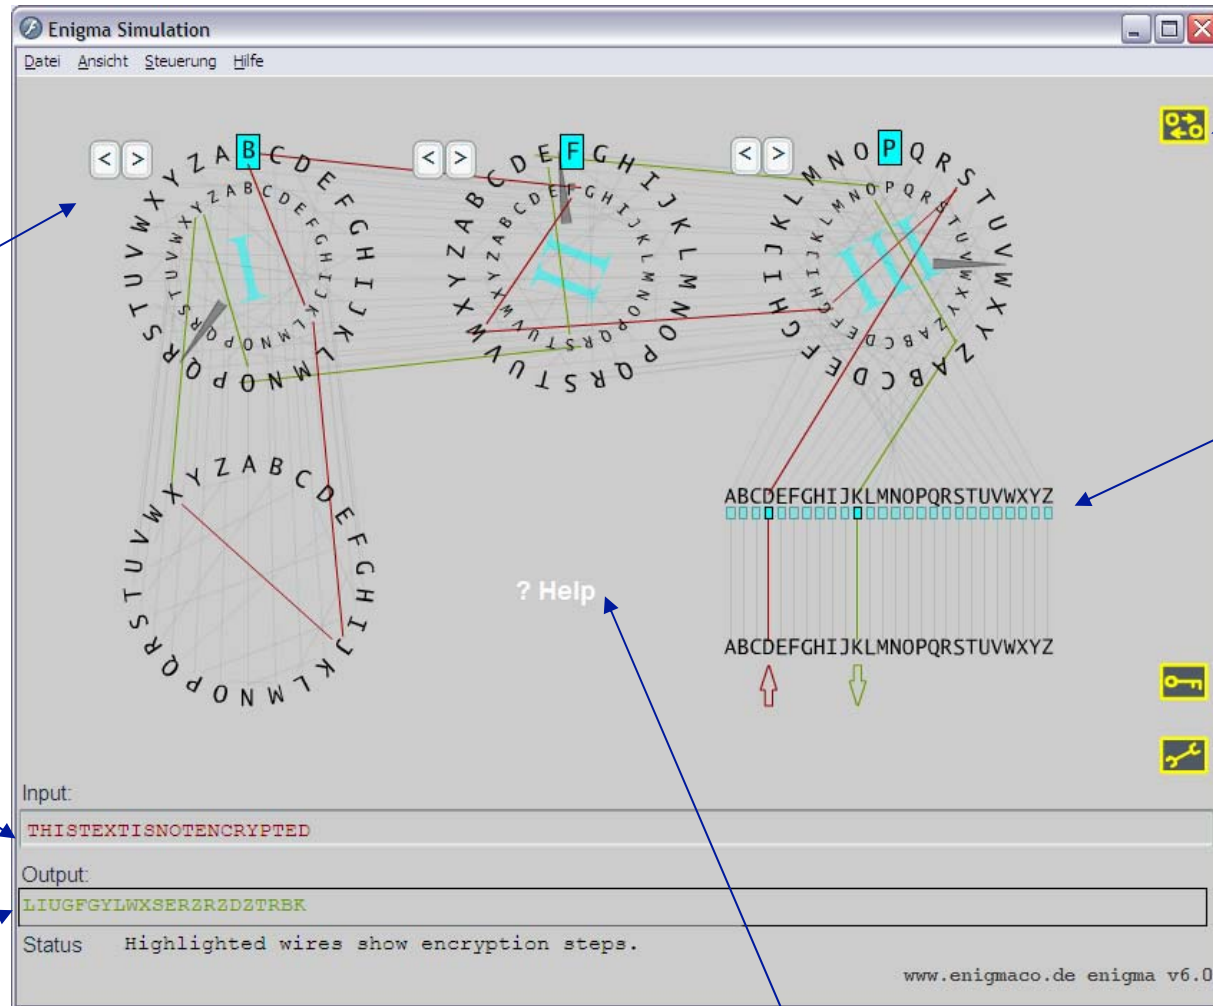 Enigma Simulation
Datei Ansicht Steuerung Hilfe
< > < > < >
B F P
A B C D E F G H I J K L M N O P Q R S T U V W X Y Z
A B C D E F G H I J K L M N O P Q R S T U V W X Y Z
I
A B C D E F G H I J K L M N O P Q R S T U V W X Y Z
A B C D E F G H I J K L M N O P Q R S T U V W X Y Z
II
A B C D E F G H I J K L M N O P Q R S T U V W X Y Z
A B C D E F G H I J K L M N O P Q R S T U V W X Y Z
III
A B C D E F G H I J K L M N O P Q R S T U V W X Y Z
ABCDEFGHIJKLMNOPQRSTUVWXYZ
? Help
ABCDEFGHIJKLMNOPQRSTUVWXYZ
Input:
THISTEXTISNOTENCRYPTED
Output:
LIUGFGYLWXSERZRZDZTRBK
Status Highlighted wires show encryption steps.
www.enigmaco.de enigma v6.0